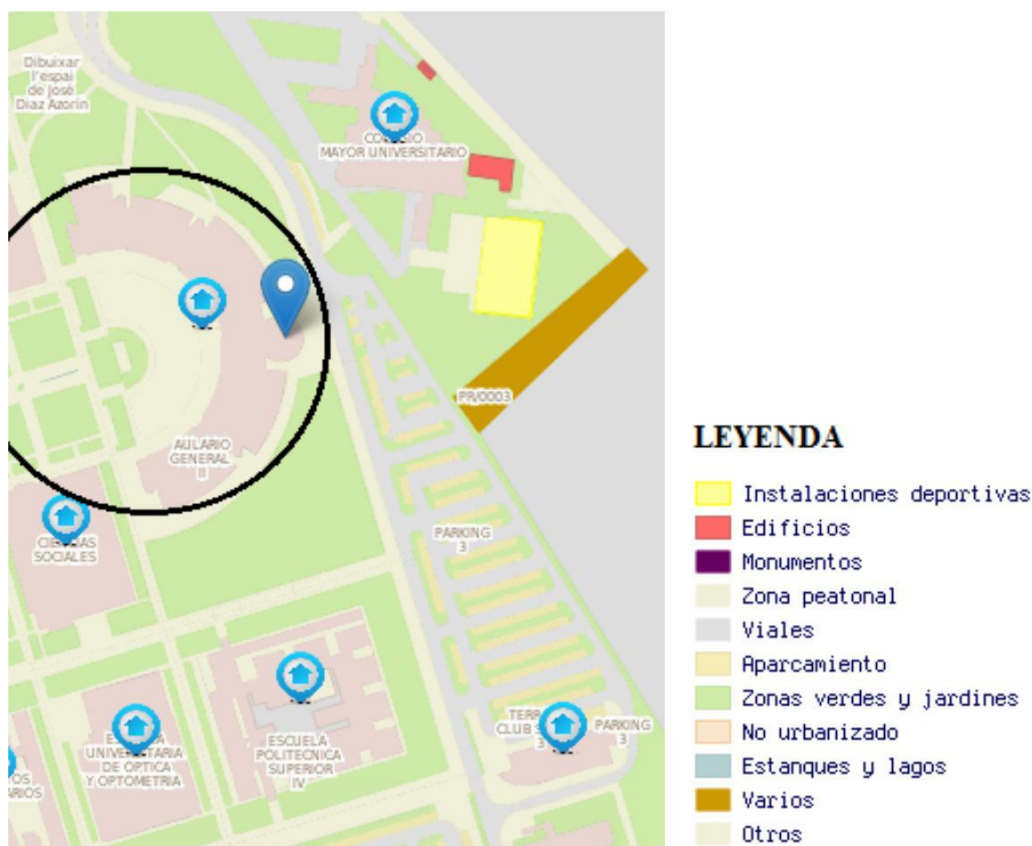 Dibuixar
l'espai
de José
Díaz Azorín
COLEGIO
MAYOR UNIVERSITARIO
PR/0003
AULARIO
GENERAL
CIENCIAS
SOCIALES
PARKING
3
UNIVERSITARIA
DE OPTICA
Y OPTOMETRIA
ESCUELA
POLITECNICA
SUPERIOR
IV
CLUB
3
PARKING
3
LEYENDA
Instalaciones deportivas
Edificios
Monumentos
Zona peatonal
Viales
Aparcamiento
Zonas verdes y jardines
No urbanizado
Estanques y lagos
Varios
Otros